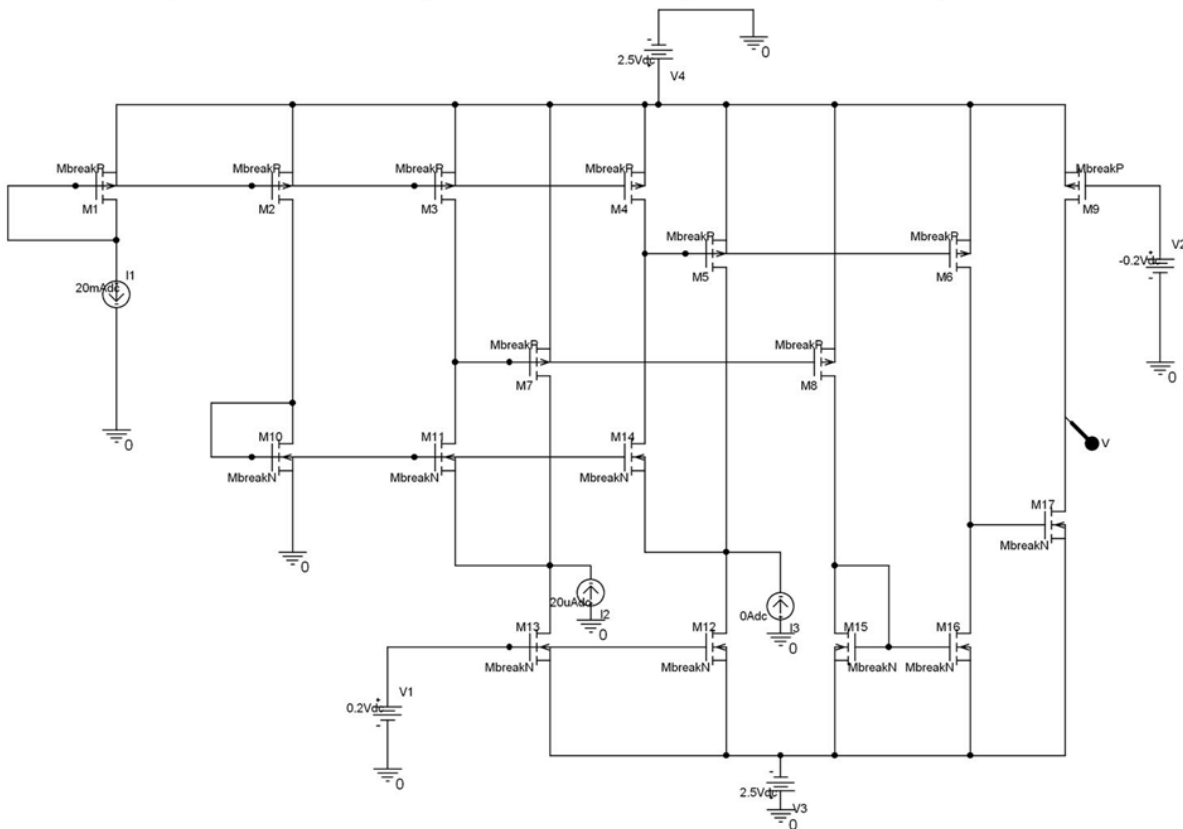 0
2.5Vdc
V4
MbreakP
MbreakP
MbreakP
MbreakP
MbreakP
M1
M2
M3
M4
M9
MbreakP
MbreakP
V2
M5
M6
-0.2Vdc
I1
20mAdc
MbreakP
MbreakP
M7
M8
0
0
M10
M11
M14
V
MbreakN
MbreakN
MbreakN
M17
MbreakN
0
20uAdc
I2
0
0Adc
I3
0
M13
M12
M15
M16
MbreakN
MbreakN
MbreakN
MbreakN
V1
0.2Vdc
0
2.5Vdc
V3
0